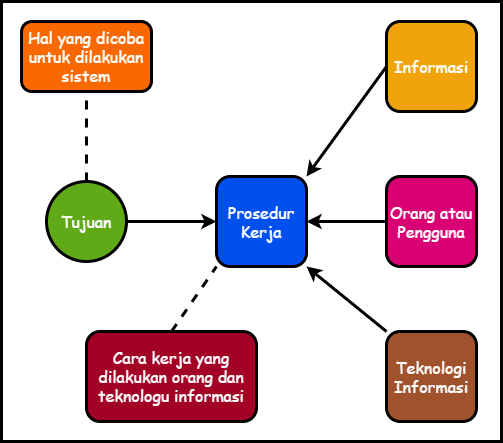 Hal yang dicoba
untuk dilakukan
sistem
Informasi
Tujuan
Prosedur
Kerja
Orang atau
Pengguna
Cara kerja yang
dilakukan orang dan
teknologu informasi
Teknologi
Informasi